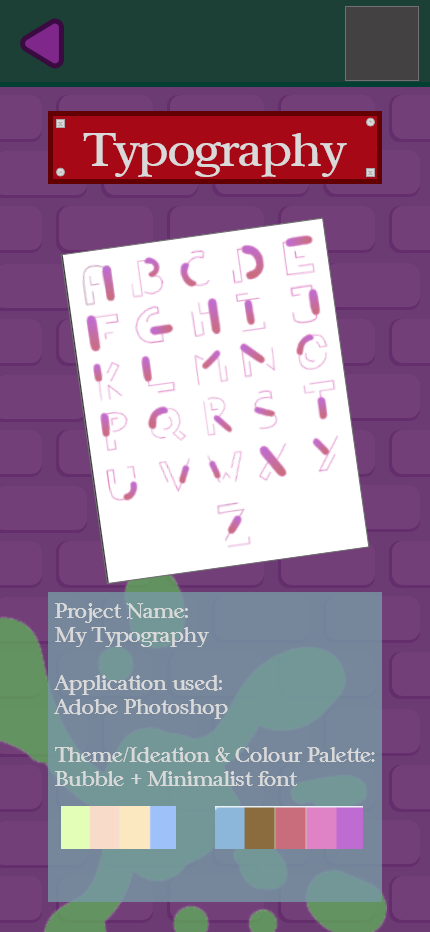 Typography
A B C D E
F G H I J
K L M N O
P Q R S T
U V W X Y
Z
Project Name:
My Typography
Application used:
Adobe Photoshop
Theme/Ideation & Colour Palette:
Bubble + Minimalist font